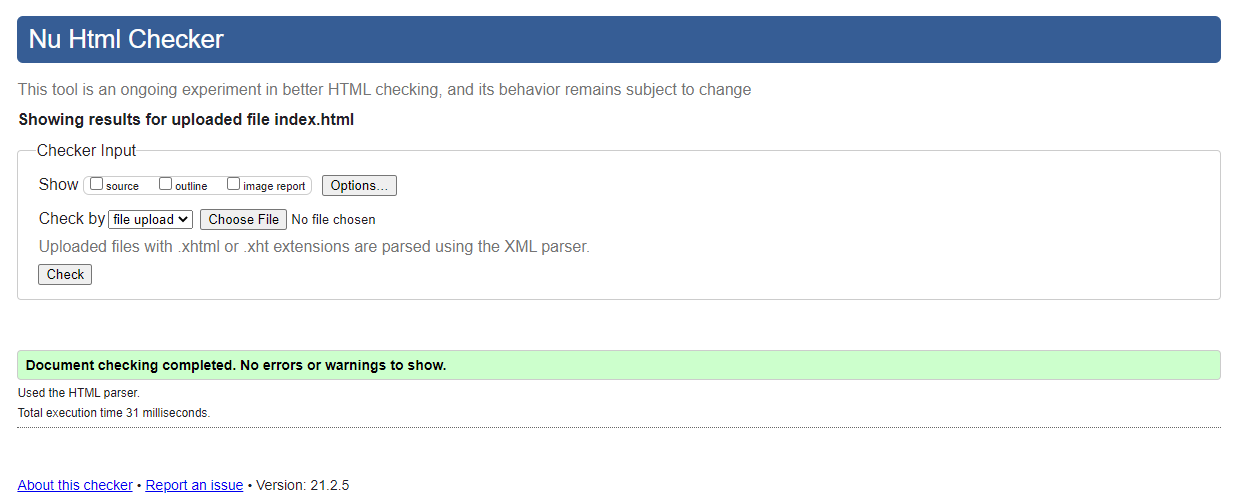 Nu Html Checker
This tool is an ongoing experiment in better HTML checking, and its behavior remains subject to change
Showing results for uploaded file index.html
Checker Input
Show source outline image report Options...
Check by file upload Choose File No file chosen
Uploaded files with .xhtml or .xht extensions are parsed using the XML parser.
Check
Document checking completed. No errors or warnings to show.
Used the HTML parser.
Total execution time 31 milliseconds.
About this checker • Report an issue • Version: 21.2.5